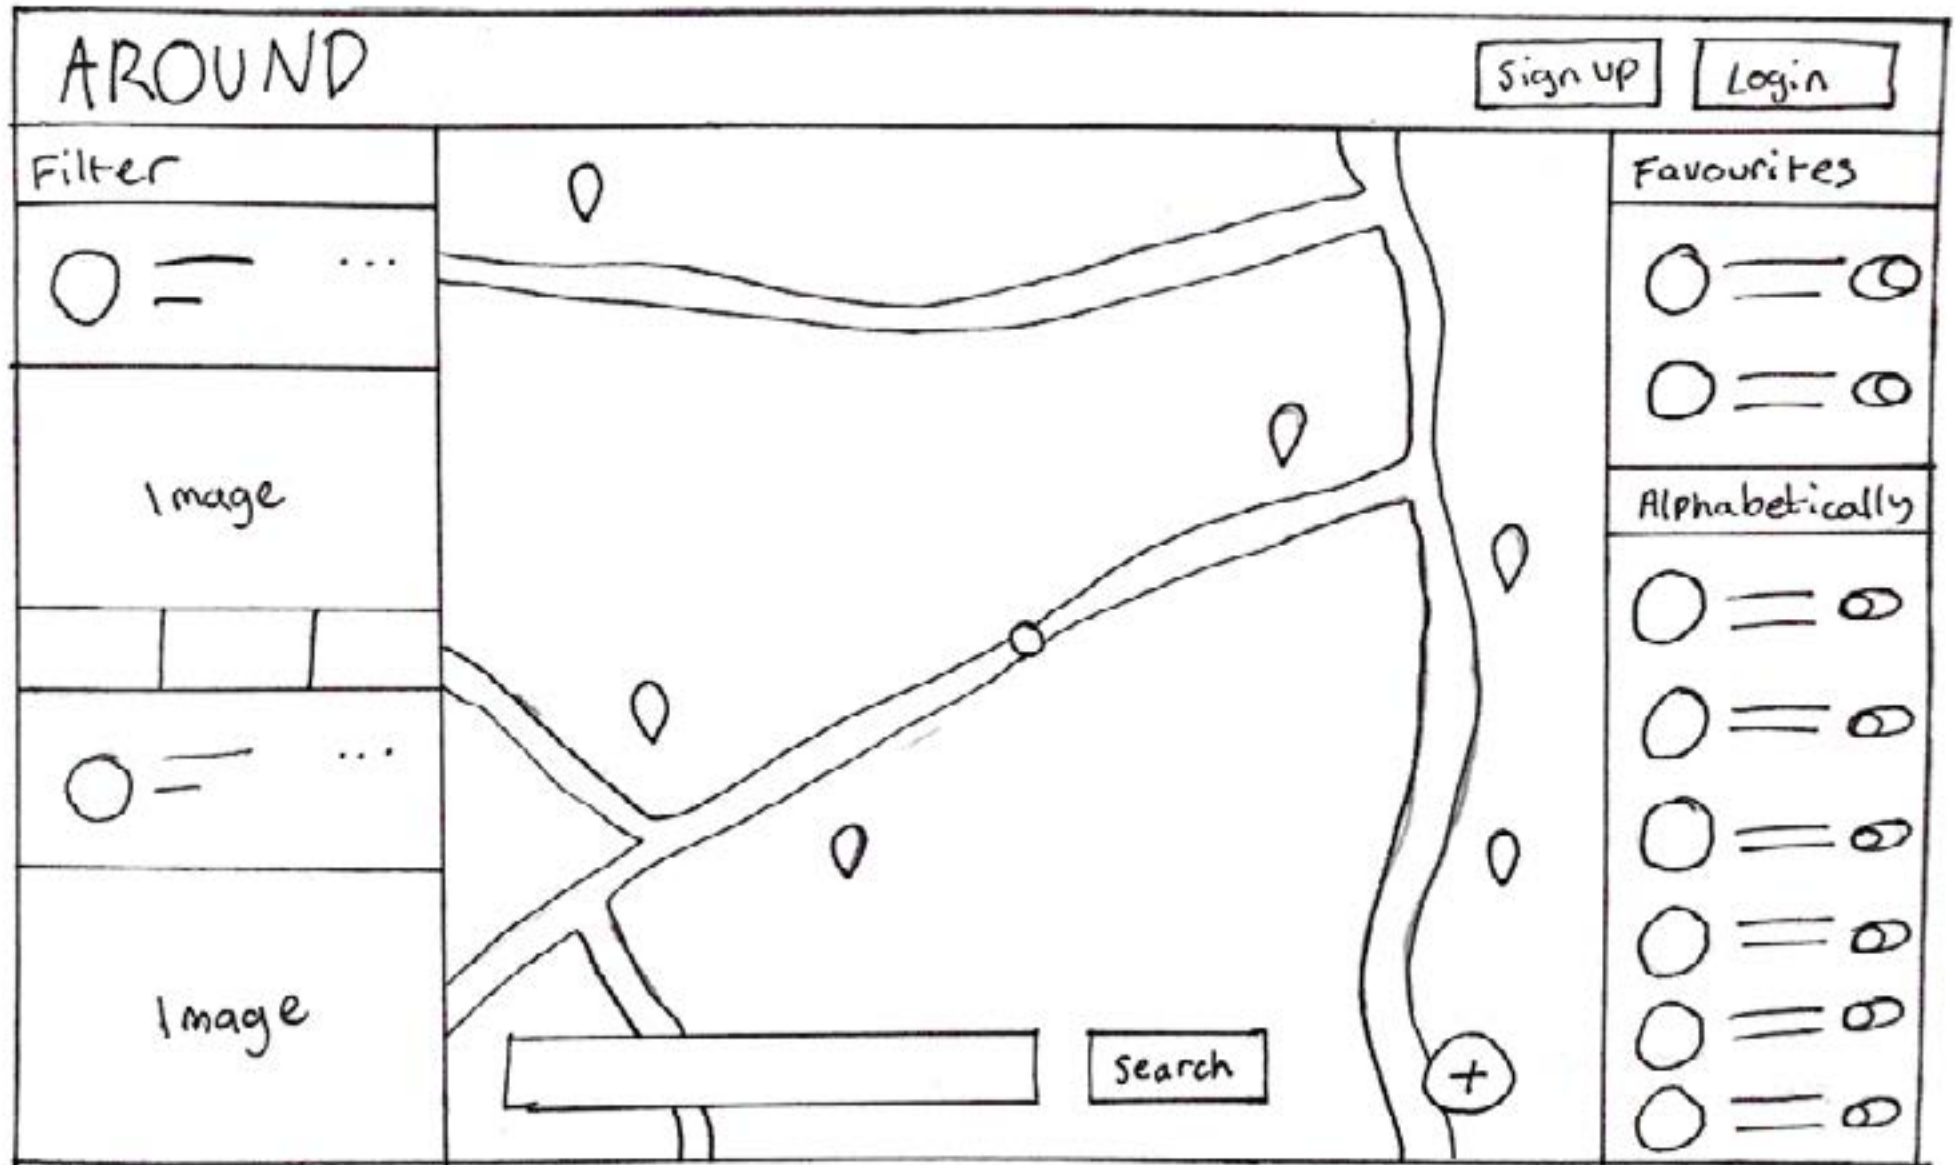 AROUND
Sign up
Login
Filter
Image
Image
Search
+
Favourites
Alphabetically